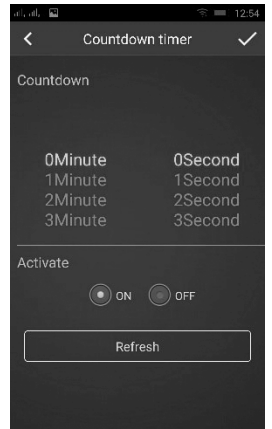 12:54
Countdown timer
Countdown
0Minute 0Second
1Minute 1Second
2Minute 2Second
3Minute 3Second
Activate
ON OFF
Refresh